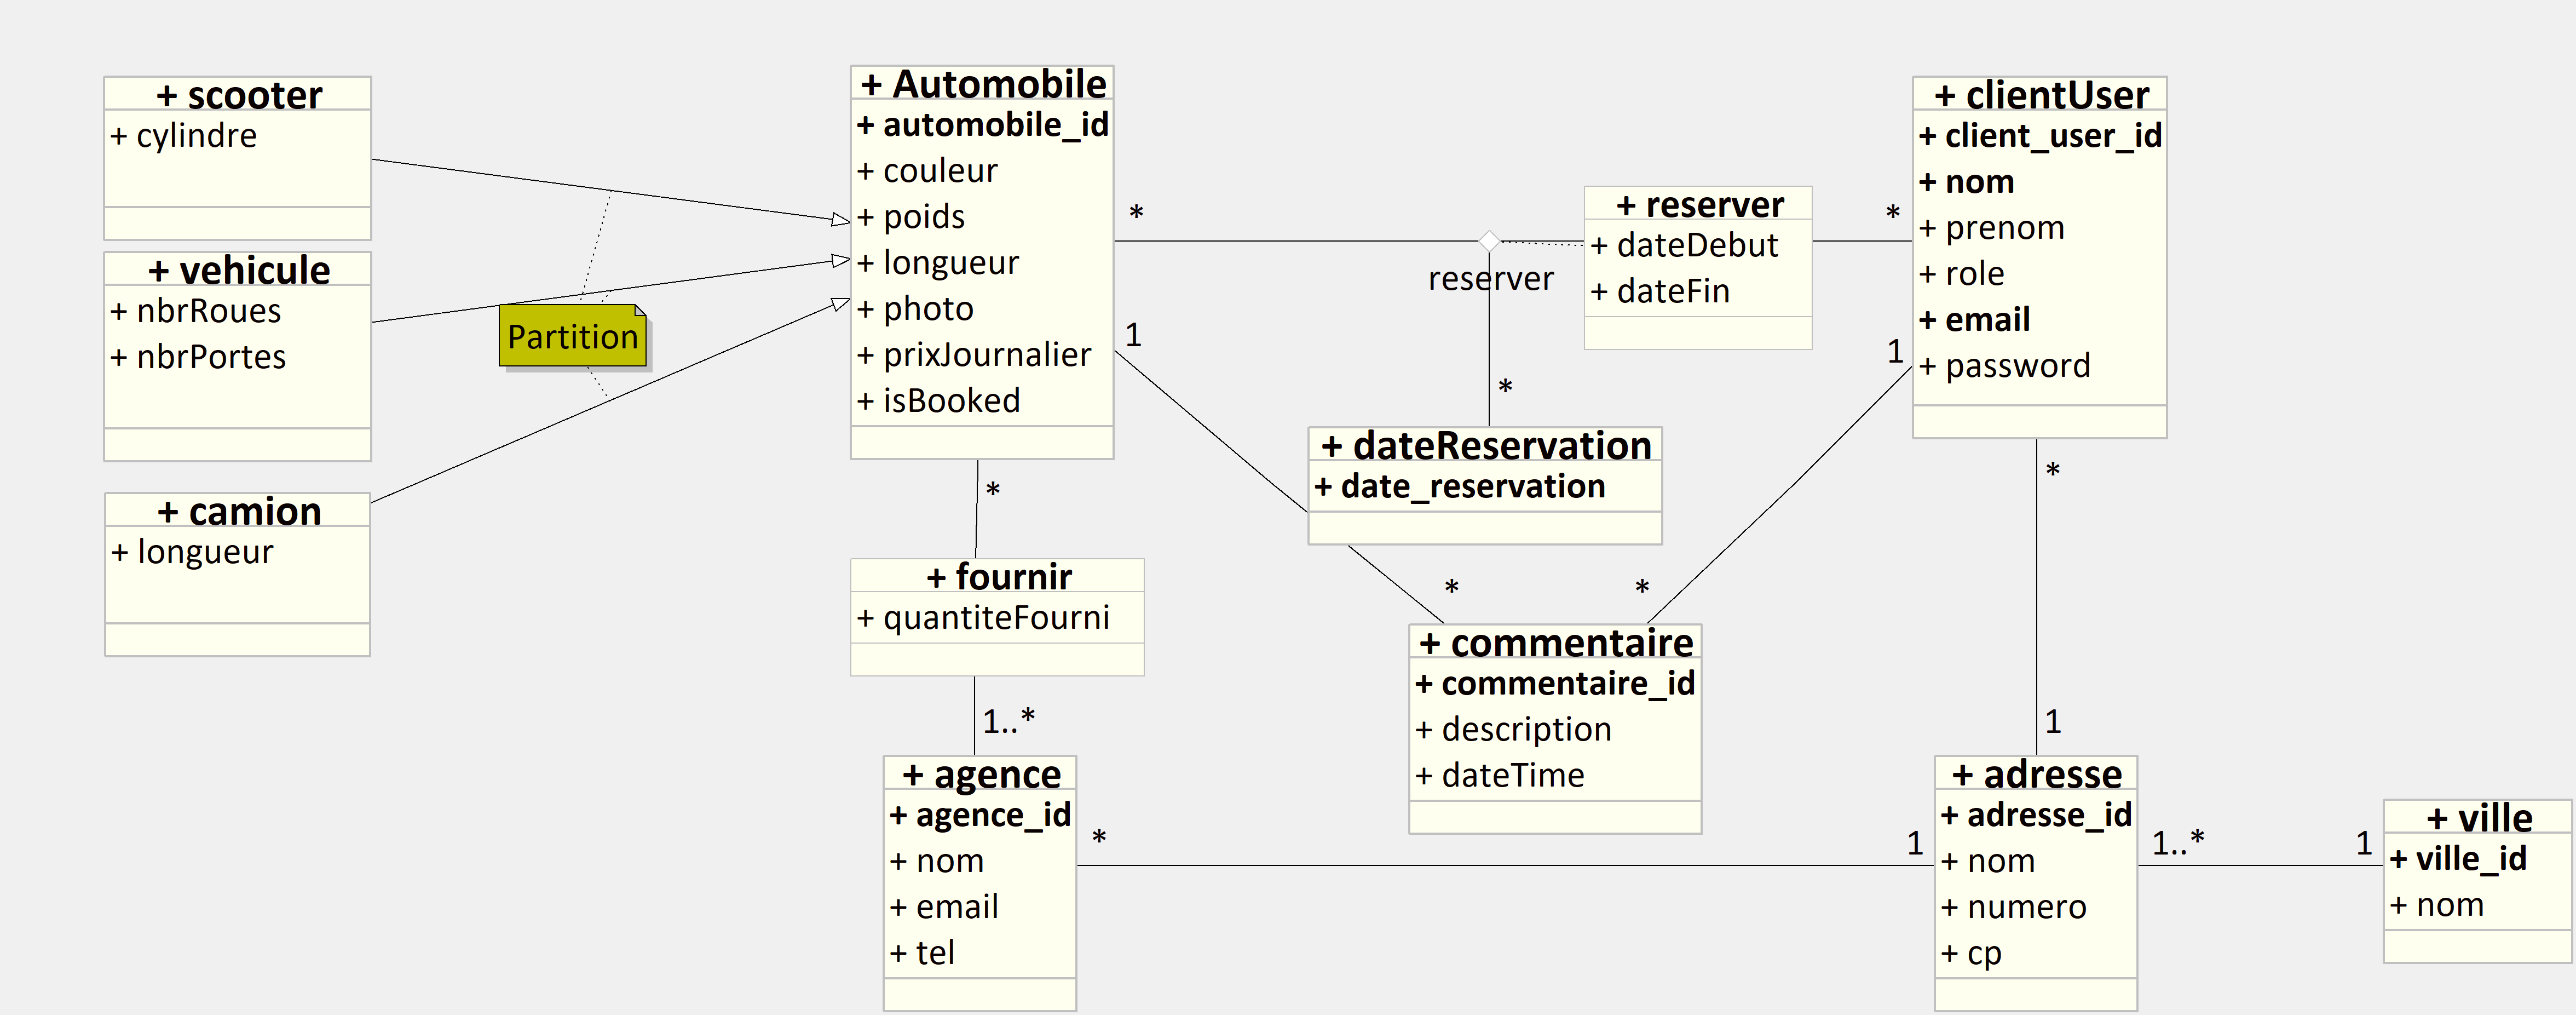 + scooter
+ cylindre
+ vehicule
+ nbrRoues
+ nbrPortes
+ camion
+ longueur
Partition
+ Automobile
+ automobile_id
+ couleur
+ poids
+ longueur
+ photo
+ prixJournalier
+ isBooked
*
1
*
+ fournir
+ quantiteFourni
1..*
+ agence
+ agence_id
+ nom
+ email
+ tel
*
1
reserver
+ reserver
+ dateDebut
+ dateFin
*
*
+ dateReservation
+ date_reservation
+ clientUser
+ client_user_id
+ nom
+ prenom
+ role
+ email
+ password
1
*
*
+ commentaire
+ commentaire_id
+ description
+ dateTime
*
1
+ adresse
+ adresse_id
+ nom
+ numero
+ cp
1..*
1
+ ville
+ ville_id
+ nom